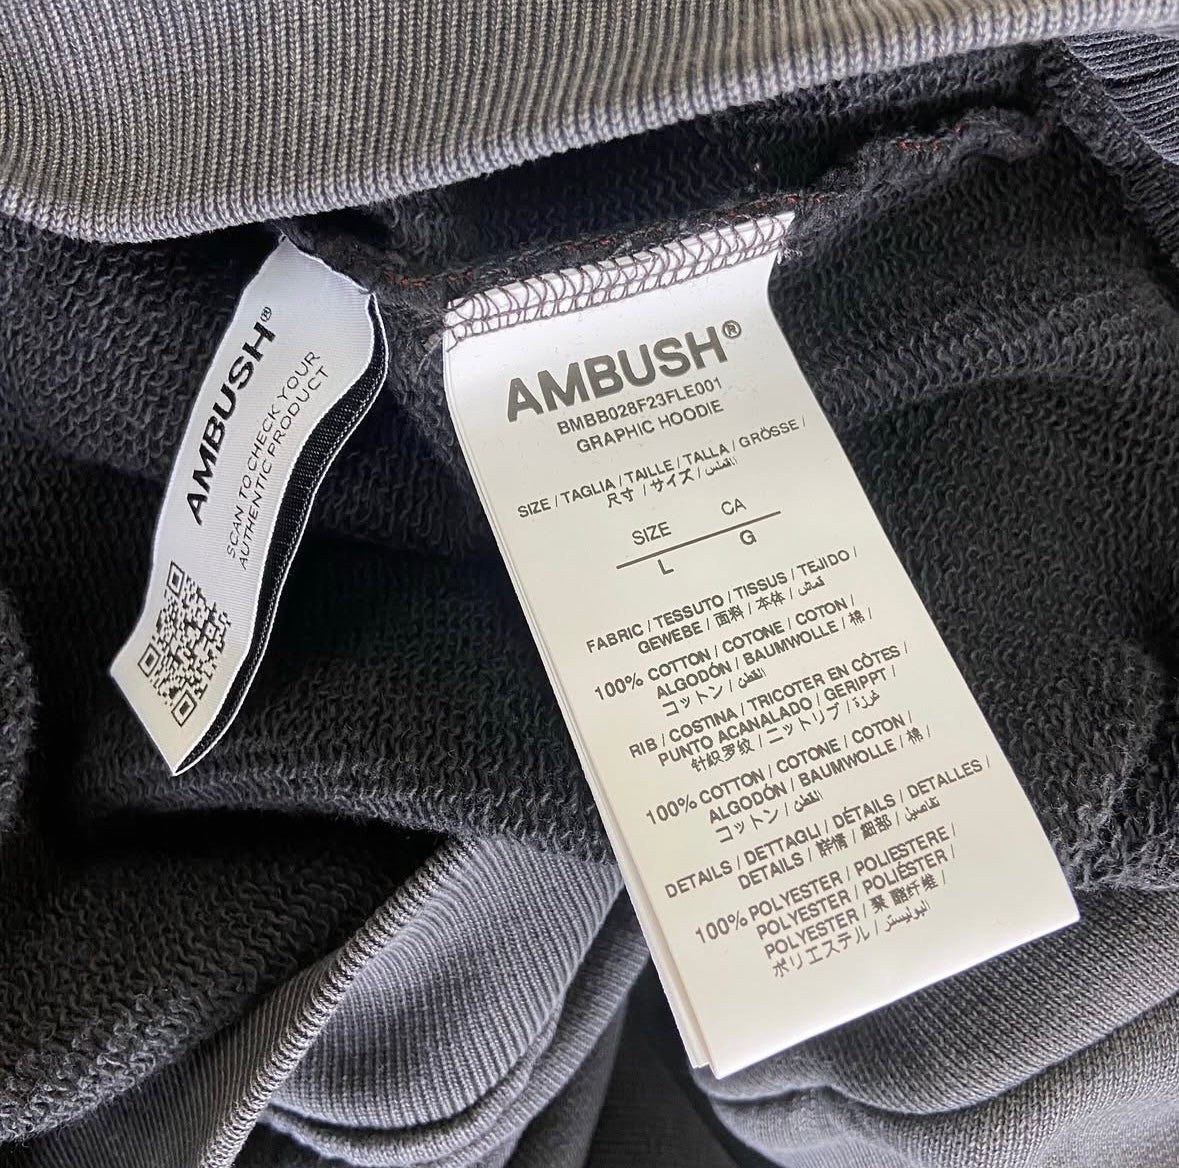 AMBUSH®
SCAN TO CHECK YOUR
AUTHENTIC PRODUCT
AMBUSH®
BMBB028F23FLE001
GRAPHIC HOODIE
SIZE / TAGLIA / TAILLE / TALLA / GRÖSSE /
尺寸 / サイズ / المقاس
SIZE CA
L G
FABRIC / TESSUTO / TISSUS / TEJIDO /
GEWEBE / 面料 / 本体 / قماش
100% COTTON / COTONE / COTON /
ALGODÓN / BAUMWOLLE / 棉 /
コットン / القطن
RIB / COSTINA / TRICOTER EN CÔTES /
PUNTO ACANALADO / GERIPPT /
针织罗纹 / ニットリブ / غرزة
100% COTTON / COTONE / COTON /
ALGODÓN / BAUMWOLLE / 棉 /
コットン / القطن
DETAILS / DETTAGLI / DÉTAILS / DETALLES /
DETAILS / 詳情 / 細部 / تفاصيل
100% POLYESTER / POLIESTERE /
POLYESTER / POLIÉSTER /
POLYESTER / 聚 酯纤维 /
ポリエステル / البوليستر